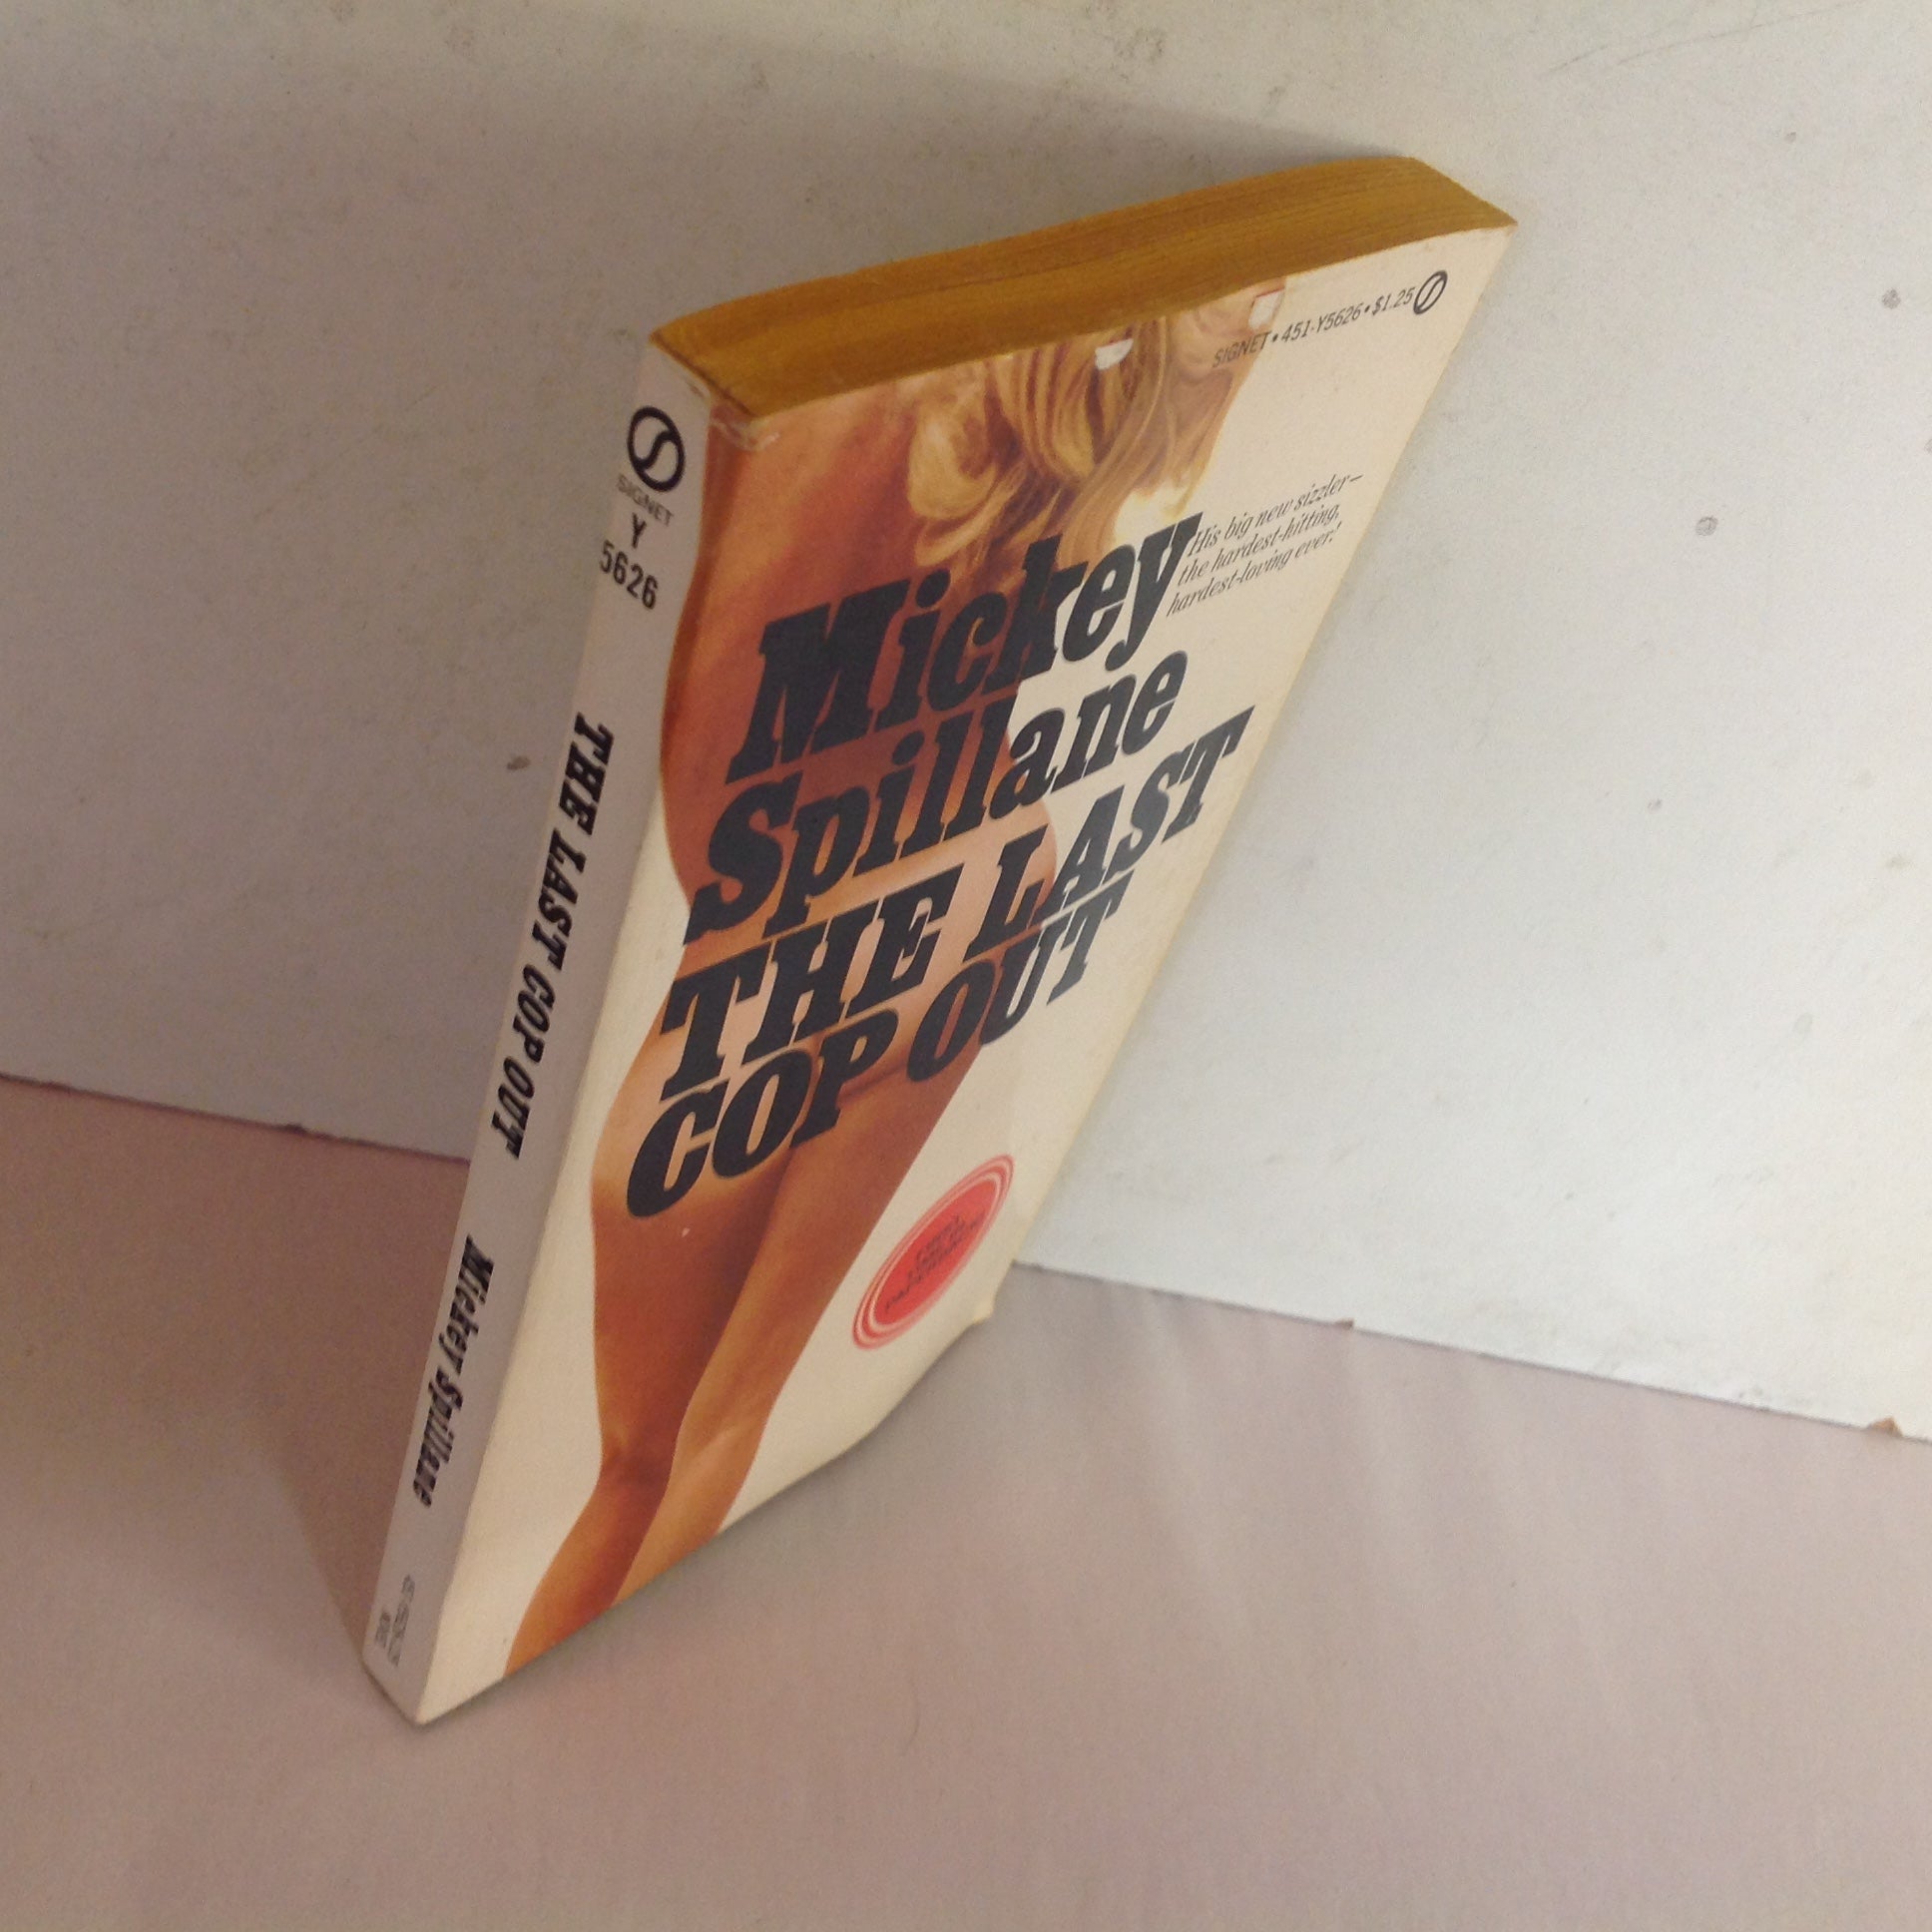 SIGNET
Y
5626
THE LAST COP OUT
Mickey Spillane
SIGNET • 451-Y5626 • $1.25
His big new sizzler—
the hardest-hitting,
hardest-loving ever!
Mickey
Spillane
THE LAST
COP OUT